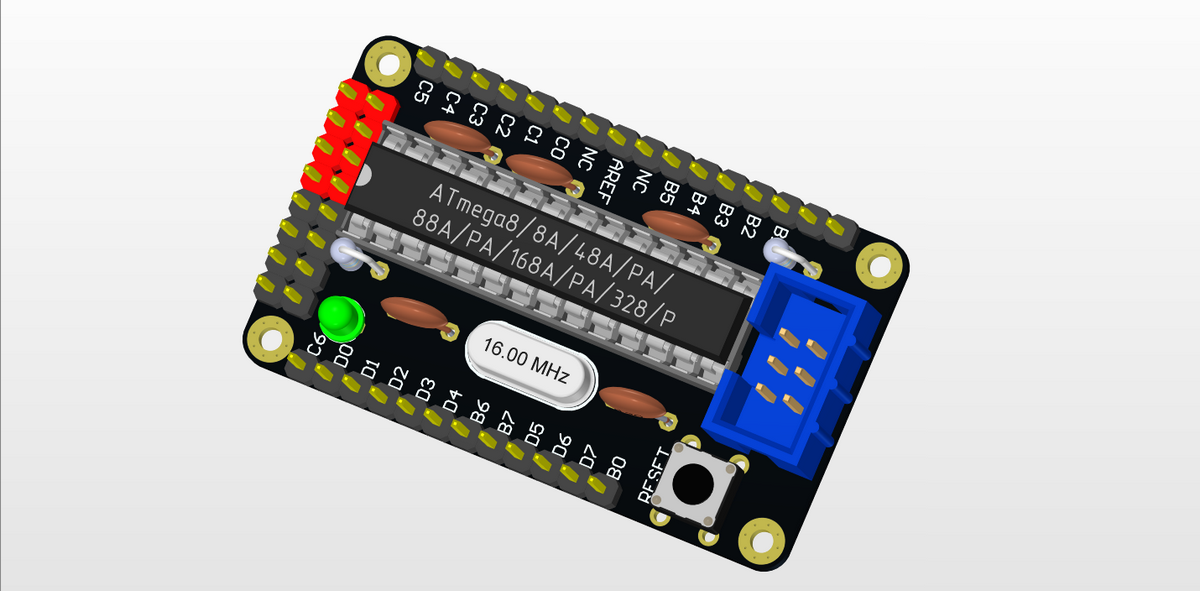 C5
C4
C3
C2
C1
C0
NC
AREF
NC
B5
B4
B3
B2
ATmega8/8A/48A/PA/
88A/PA/168A/PA/328/P
16.00 MHz
C6
D0
D1
D2
D3
D4
B6
B7
D5
D6
D7
B0
RESET